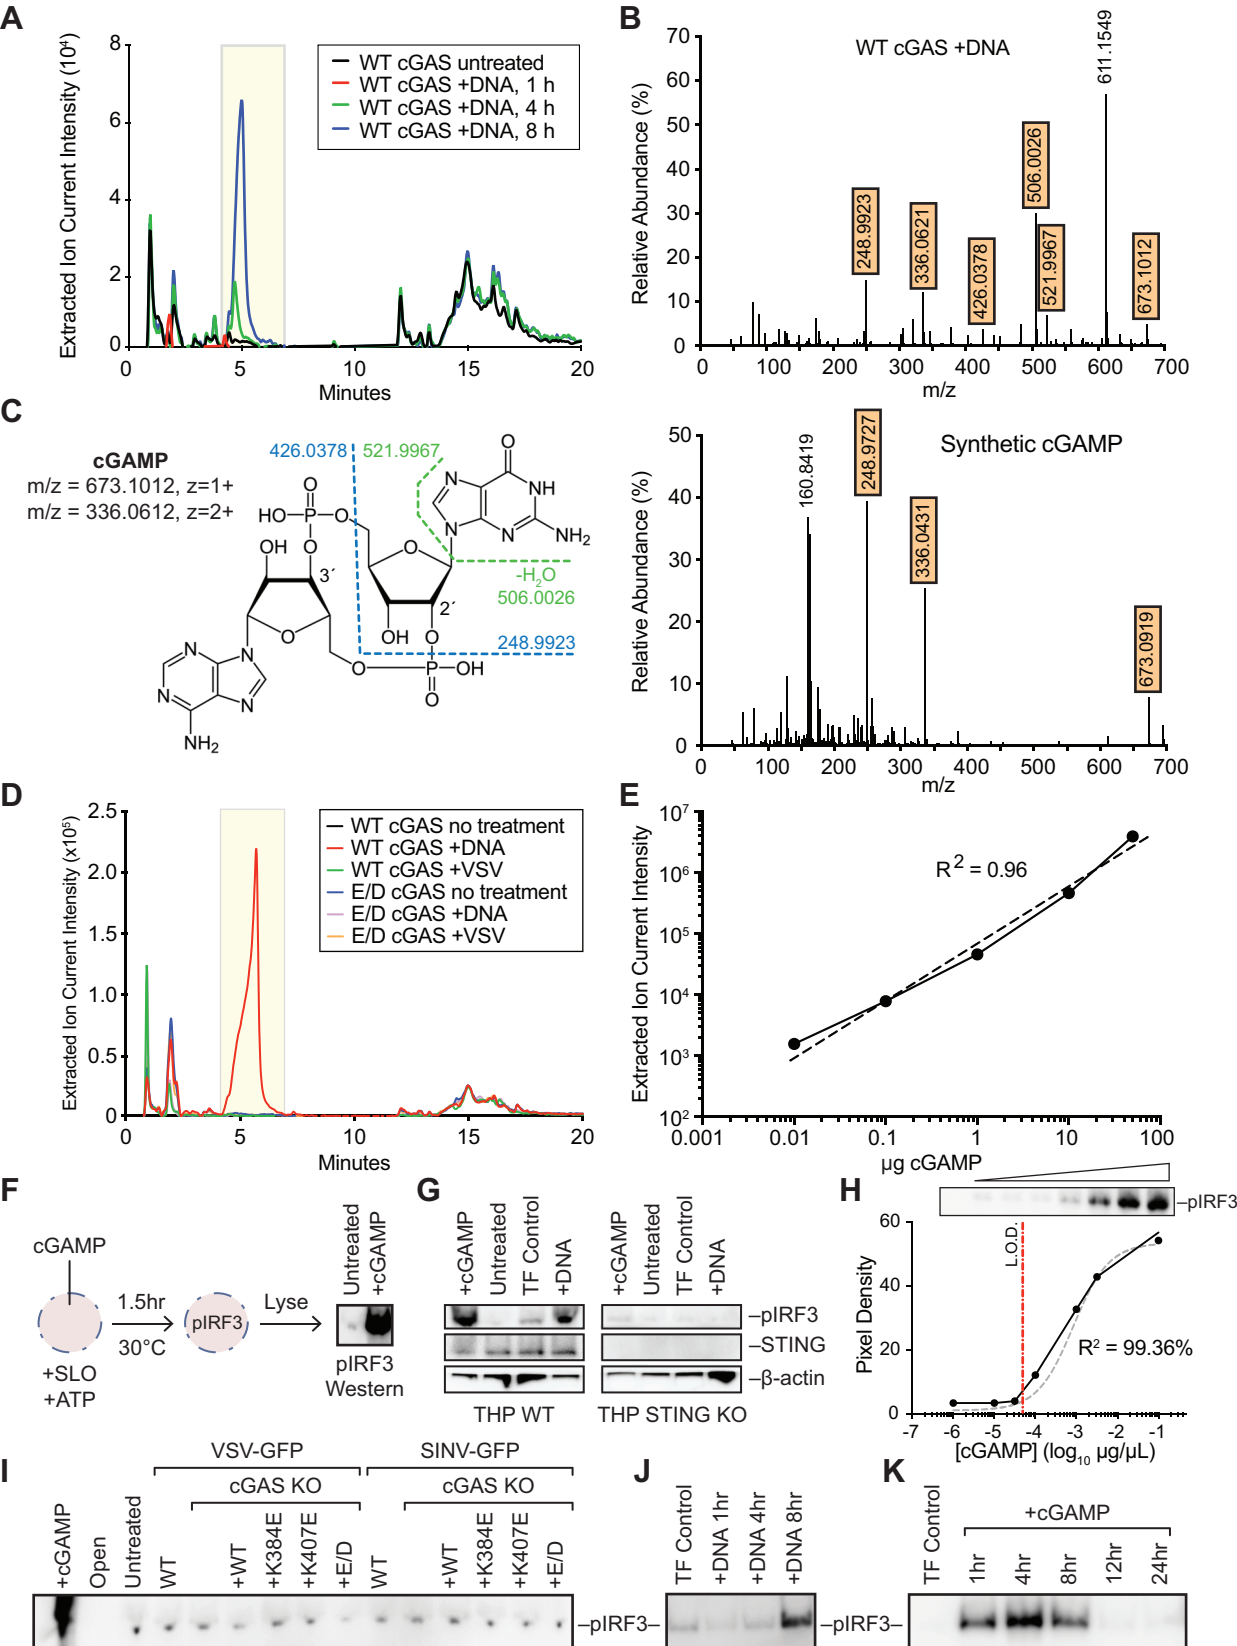 A
Extracted Ion Current Intensity (10⁴)
8
6
4
2
0
0
5
10
15
20
Minutes
WT cGAS untreated
WT cGAS +DNA, 1 h
WT cGAS +DNA, 4 h
WT cGAS +DNA, 8 h
B
WT cGAS +DNA
Relative Abundance (%)
70
60
50
40
30
20
10
0
248.9923
336.0621
426.0378
506.0026
521.9967
611.1549
673.1012
0
100
200
300
400
500
600
700
m/z
Synthetic cGAMP
Relative Abundance (%)
50
40
30
20
10
0
160.8419
248.9727
336.0431
673.0919
0
100
200
300
400
500
600
700
m/z
C
cGAMP
m/z = 673.1012, z=1+
m/z = 336.0612, z=2+
426.0378
521.9967
O
HO
P
O
O
OH
3´
O
N
NH
N
N
NH₂
O
-H₂O
506.0026
2´
OH
O
248.9923
O
P
OH
O
O
N
N
N
N
NH₂
D
Extracted Ion Current Intensity (x10⁵)
2.5
2.0
1.5
1.0
0.5
0
0
5
10
15
20
Minutes
WT cGAS no treatment
WT cGAS +DNA
WT cGAS +VSV
E/D cGAS no treatment
E/D cGAS +DNA
E/D cGAS +VSV
E
Extracted Ion Current Intensity
10⁷
10⁶
10⁵
10⁴
10³
10²
R² = 0.96
0.001
0.01
0.1
1
10
100
µg cGAMP
F
cGAMP
1.5hr
30°C
pIRF3
Lyse
+SLO
+ATP
Untreated
+cGAMP
pIRF3
Western
G
+cGAMP
Untreated
TF Control
+DNA
+cGAMP
Untreated
TF Control
+DNA
–pIRF3
–STING
–β-actin
THP WT
THP STING KO
H
–pIRF3
Pixel Density
60
40
20
0
L.O.D.
R² = 99.36%
-7
-6
-5
-4
-3
-2
-1
[cGAMP] (log₁₀ µg/µL)
I
VSV-GFP
SINV-GFP
cGAS KO
cGAS KO
+cGAMP
Open
Untreated
WT
+WT
+K384E
+K407E
+E/D
WT
+WT
+K384E
+K407E
+E/D
–pIRF3–
J
TF Control
+DNA 1hr
+DNA 4hr
+DNA 8hr
–pIRF3–
K
TF Control
+cGAMP
1hr
4hr
8hr
12hr
24hr